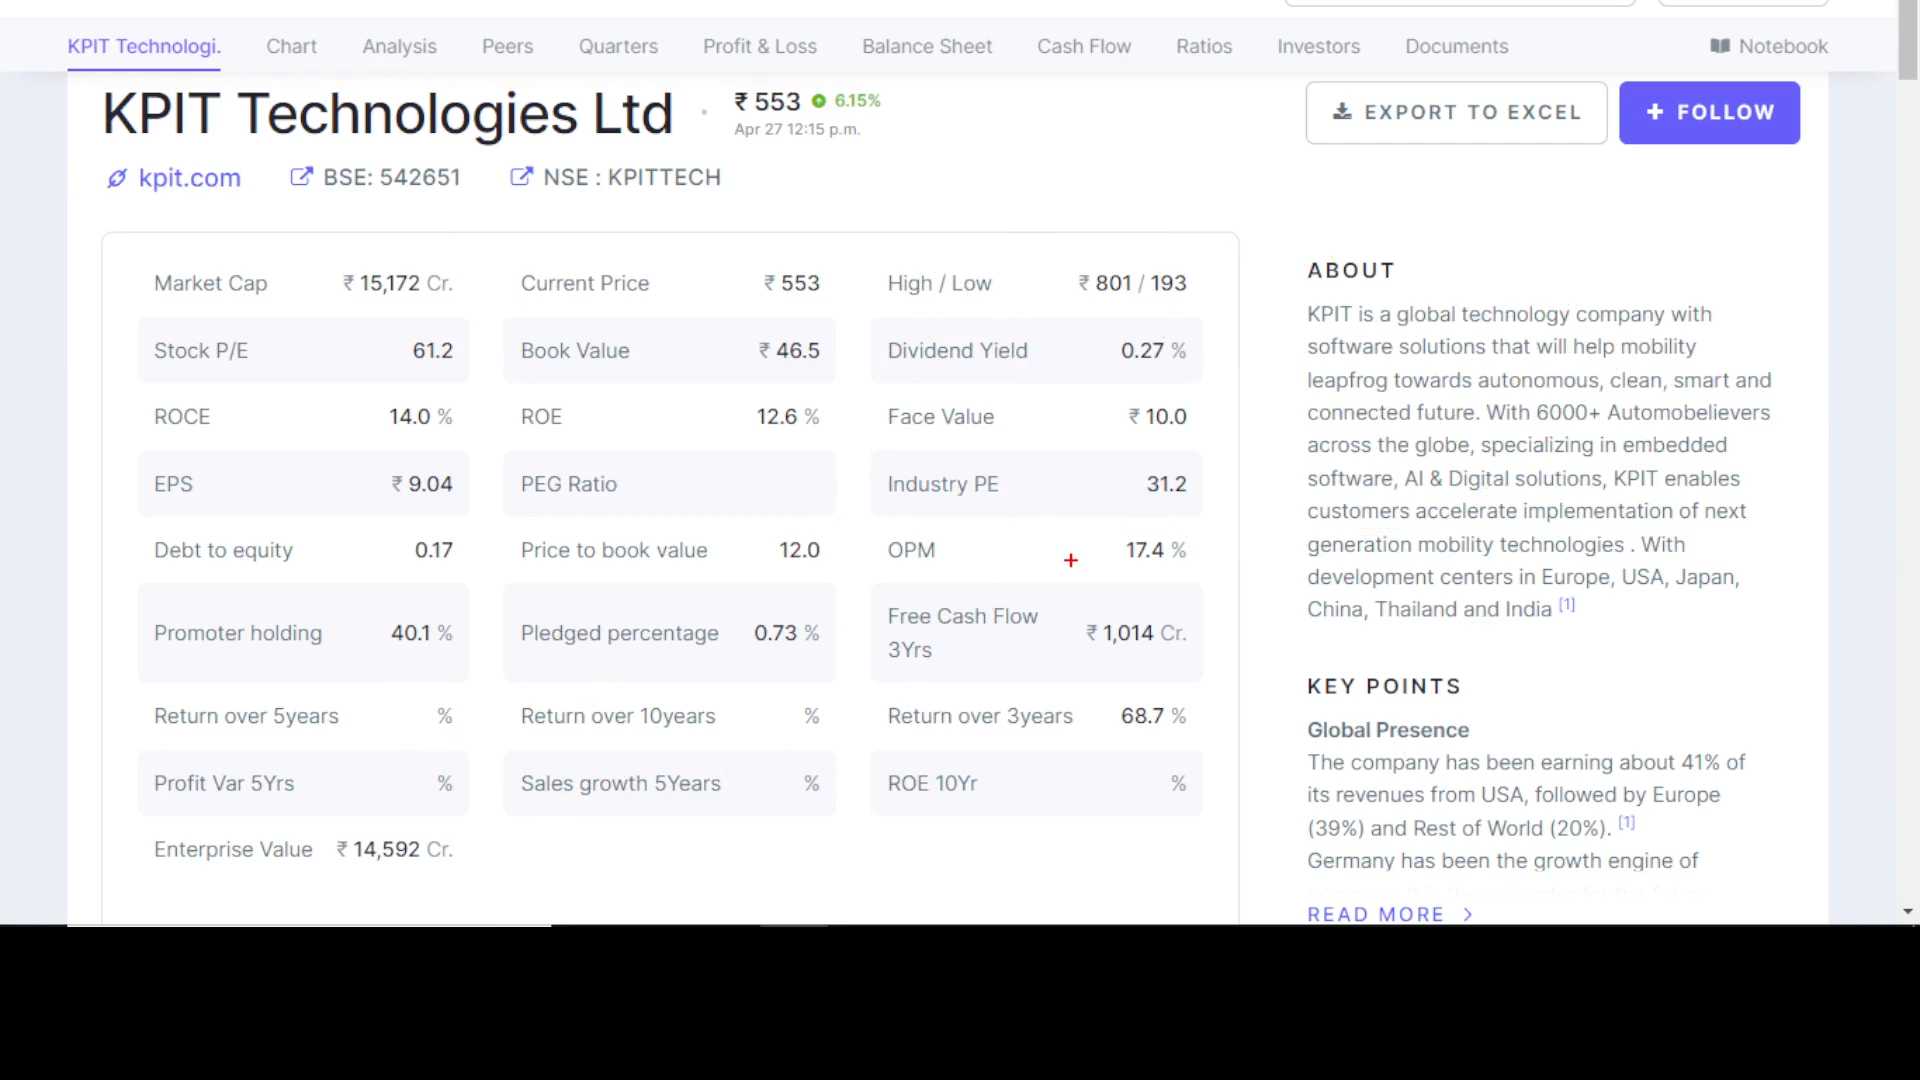 KPIT Technologi.
Chart
Analysis
Peers
Quarters
Profit & Loss
Balance Sheet
Cash Flow
Ratios
Investors
Documents
Notebook
KPIT Technologies Ltd
₹ 553 6.15%
Apr 27 12:15 p.m.
EXPORT TO EXCEL
+ FOLLOW
kpit.com
BSE: 542651
NSE : KPITTECH
Market Cap ₹ 15,172 Cr.
Current Price ₹ 553
High / Low ₹ 801 / 193
Stock P/E 61.2
Book Value ₹ 46.5
Dividend Yield 0.27 %
ROCE 14.0 %
ROE 12.6 %
Face Value ₹ 10.0
EPS ₹ 9.04
PEG Ratio
Industry PE 31.2
Debt to equity 0.17
Price to book value 12.0
OPM 17.4 %
Promoter holding 40.1 %
Pledged percentage 0.73 %
Free Cash Flow
3Yrs ₹ 1,014 Cr.
Return over 5years %
Return over 10years %
Return over 3years 68.7 %
Profit Var 5Yrs %
Sales growth 5Years %
ROE 10Yr %
Enterprise Value ₹ 14,592 Cr.
ABOUT
KPIT is a global technology company with
software solutions that will help mobility
leapfrog towards autonomous, clean, smart and
connected future. With 6000+ Automobelievers
across the globe, specializing in embedded
software, AI & Digital solutions, KPIT enables
customers accelerate implementation of next
generation mobility technologies . With
development centers in Europe, USA, Japan,
China, Thailand and India [1]
KEY POINTS
Global Presence
The company has been earning about 41% of
its revenues from USA, followed by Europe
(39%) and Rest of World (20%). [1]
Germany has been the growth engine of
READ MORE >